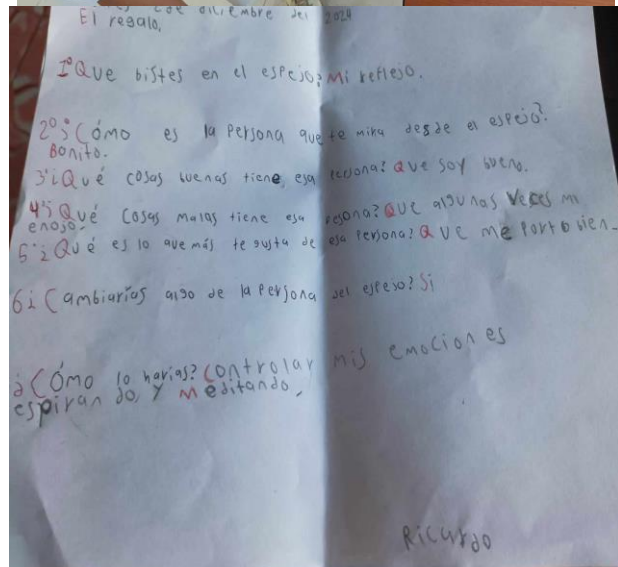 de diciembre del 2024
El regalo.
1° Que bistes en el espejo? Mi reflejo.
2° ¿Cómo es la persona que te mira desde el espejo?
Bonito.
3° ¿Qué cosas buenas tiene esa persona? Que soy bueno.
4° ¿Qué cosas malas tiene esa persona? Que algunas veces mi
enojo.
5° ¿Qué es lo que más te gusta de esa persona? Que me porto bien.
6 ¿Cambiarías algo de la persona del espejo? Si
¿Cómo lo harías? Controlar mis emociones
espirando, y meditando.
Ricardo